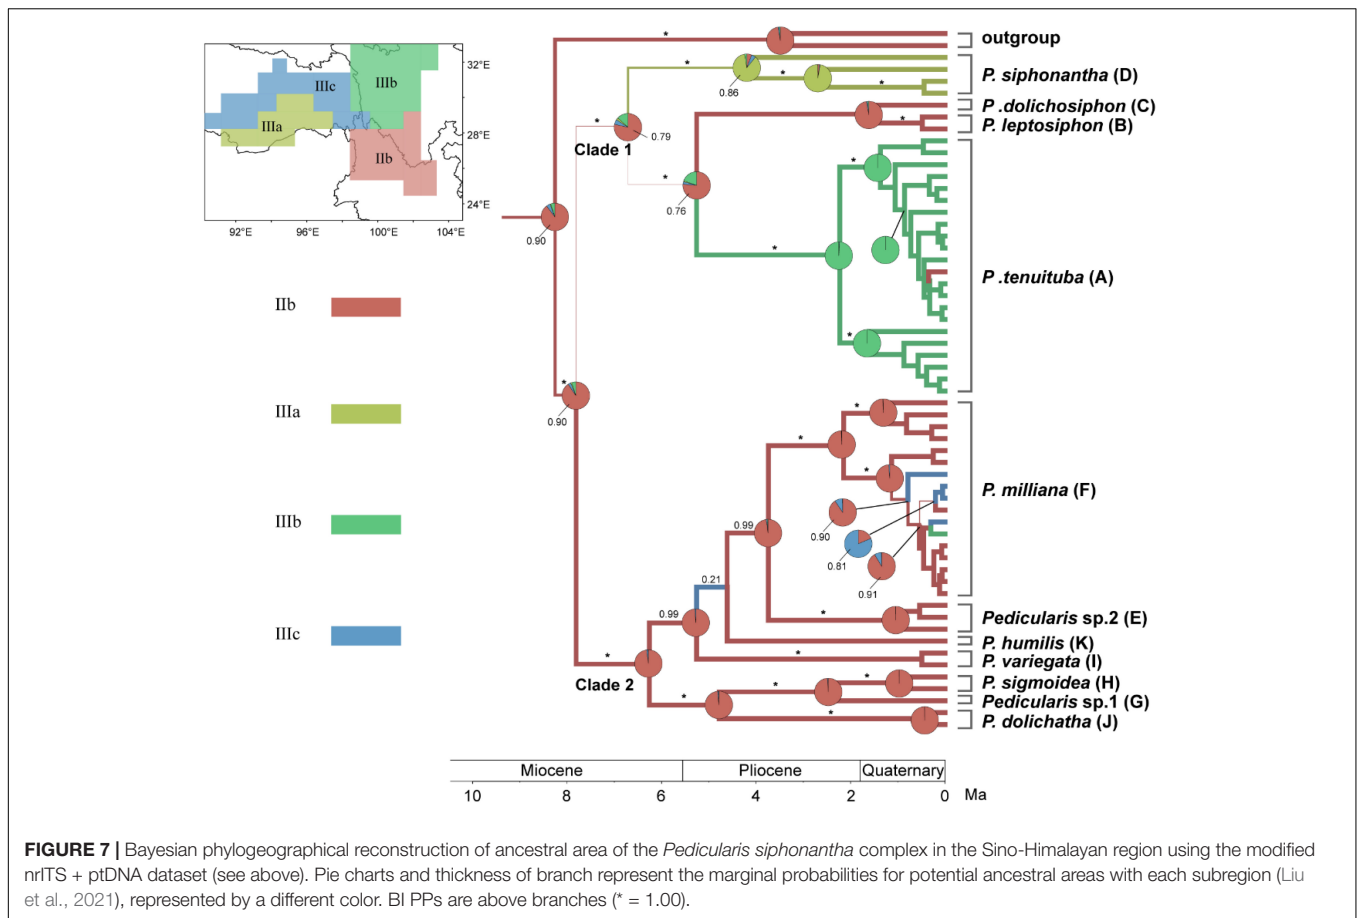 32°E
IIIb
IIIc
IIIa
28°E
IIb
24°E
23°E
92°E 96°E 100°E 104°E
IIb
IIIa
IIIb
IIIc
* outgroup
* * * P. siphonantha (D)
0.86
P .dolichosiphon (C)
* P. leptosiphon (B)
* 0.79
Clade 1
* *
0.76
0.90
*
P .tenuituba (A)
*
*
0.90
* *
*
P. milliana (F)
0.99
0.90
0.81
0.91
0.21
0.99
* Pedicularis sp.2 (E)
P. humilis (K)
* P. variegata (I)
*
Clade 2
* * P. sigmoidea (H)
* Pedicularis sp.1 (G)
* P. dolichatha (J)
Miocene Pliocene Quaternary
10 8 6 4 2 0 Ma
FIGURE 7 | Bayesian phylogeographical reconstruction of ancestral area of the Pedicularis siphonantha complex in the Sino-Himalayan region using the modified
nrITS + ptDNA dataset (see above). Pie charts and thickness of branch represent the marginal probabilities for potential ancestral areas with each subregion (Liu
et al., 2021), represented by a different color. BI PPs are above branches (* = 1.00).